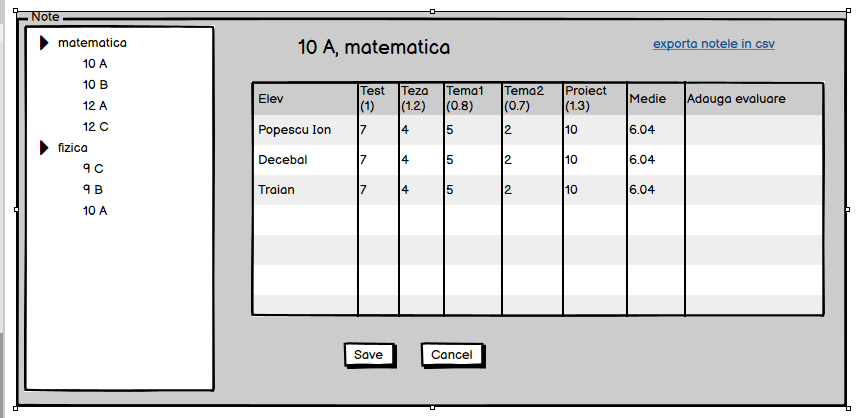 Note
matematica
10 A
10 B
12 A
12 C
fizica
9 C
9 B
10 A
10 A, matematica
exporta notele in csv
Elev Test (1) Teza (1.2) Tema1 (0.8) Tema2 (0.7) Proiect (1.3) Medie Adauga evaluare
Popescu Ion 7 4 5 2 10 6.04
Decebal 7 4 5 2 10 6.04
Traian 7 4 5 2 10 6.04
Save Cancel